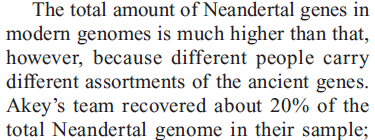 The total amount of Neandertal genes in
modern genomes is much higher than that,
however, because different people carry
different assortments of the ancient genes.
Akey’s team recovered about 20% of the
total Neandertal genome in their sample;